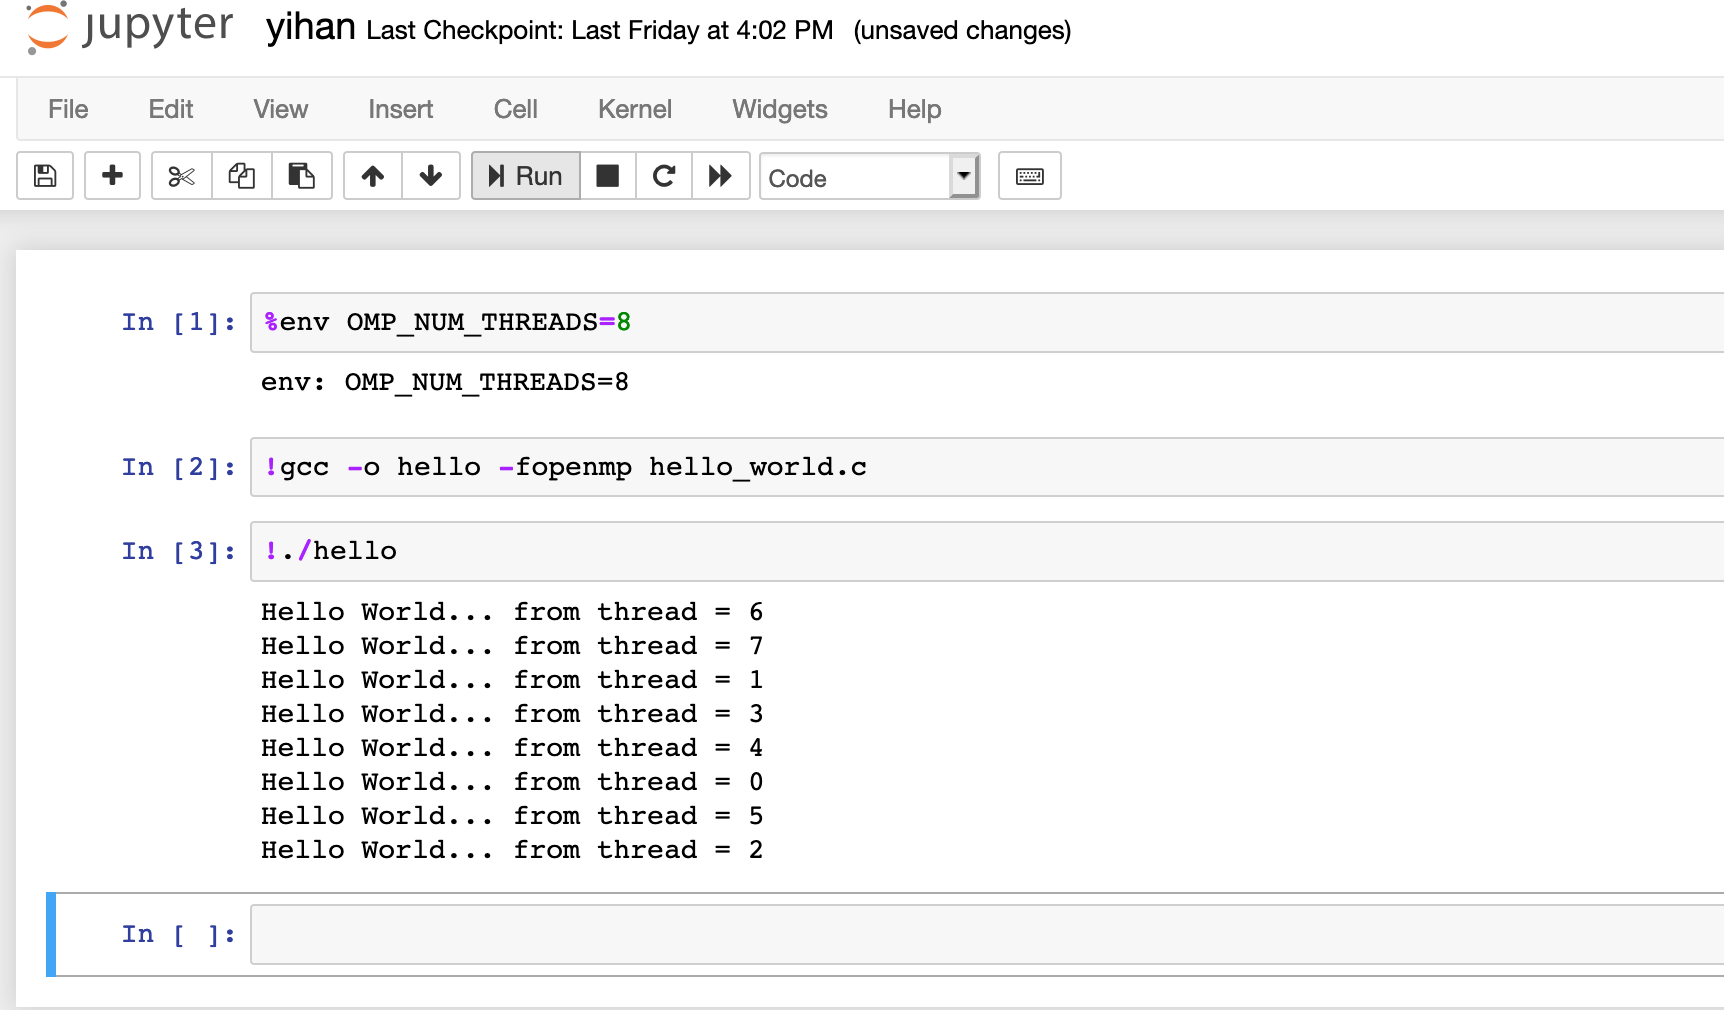 jupyter yihan Last Checkpoint: Last Friday at 4:02 PM (unsaved changes)
File Edit View Insert Cell Kernel Widgets Help
Run Code
In [1]: %env OMP_NUM_THREADS=8
env: OMP_NUM_THREADS=8
In [2]: !gcc -o hello -fopenmp hello_world.c
In [3]: !./hello
Hello World... from thread = 6
Hello World... from thread = 7
Hello World... from thread = 1
Hello World... from thread = 3
Hello World... from thread = 4
Hello World... from thread = 0
Hello World... from thread = 5
Hello World... from thread = 2
In [ ]: